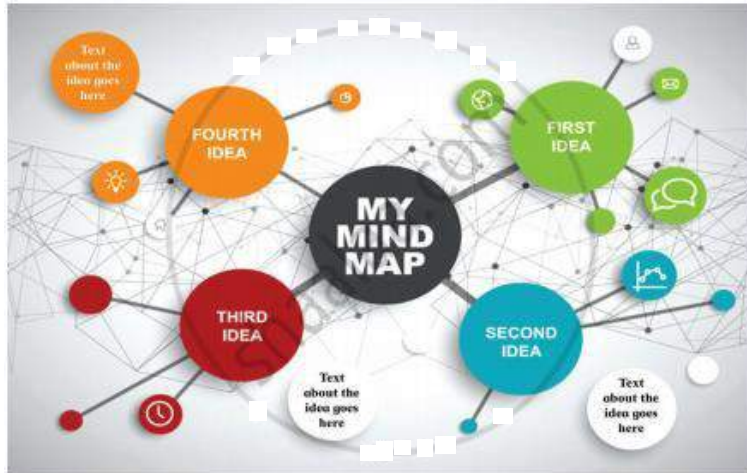 Text
about the
idea goes
here
FOURTH
IDEA
FIRST
IDEA
MY
MIND
MAP
THIRD
IDEA
SECOND
IDEA
Text
about the
idea goes
here
Text
about the
idea goes
here